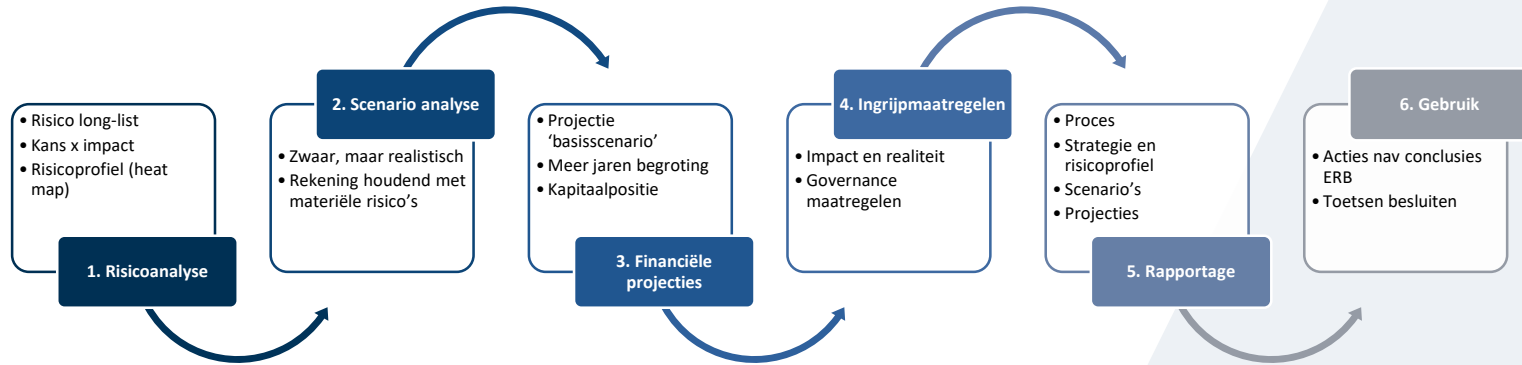 • Risico long-list
• Kans x impact
• Risicoprofiel (heat
map)
1. Risicoanalyse
2. Scenario analyse
• Zwaar, maar realistisch
• Rekening houdend met
materiële risico's
• Projectie
'basisscenario'
• Meer jaren begroting
• Kapitaalpositie
3. Financiële
projecties
4. Ingrijpmaatregelen
• Impact en realiteit
• Governance
maatregelen
• Proces
• Strategie en
risicoprofiel
• Scenario's
• Projecties
5. Rapportage
6. Gebruik
• Acties nav conclusies
ERB
• Toetsen besluiten